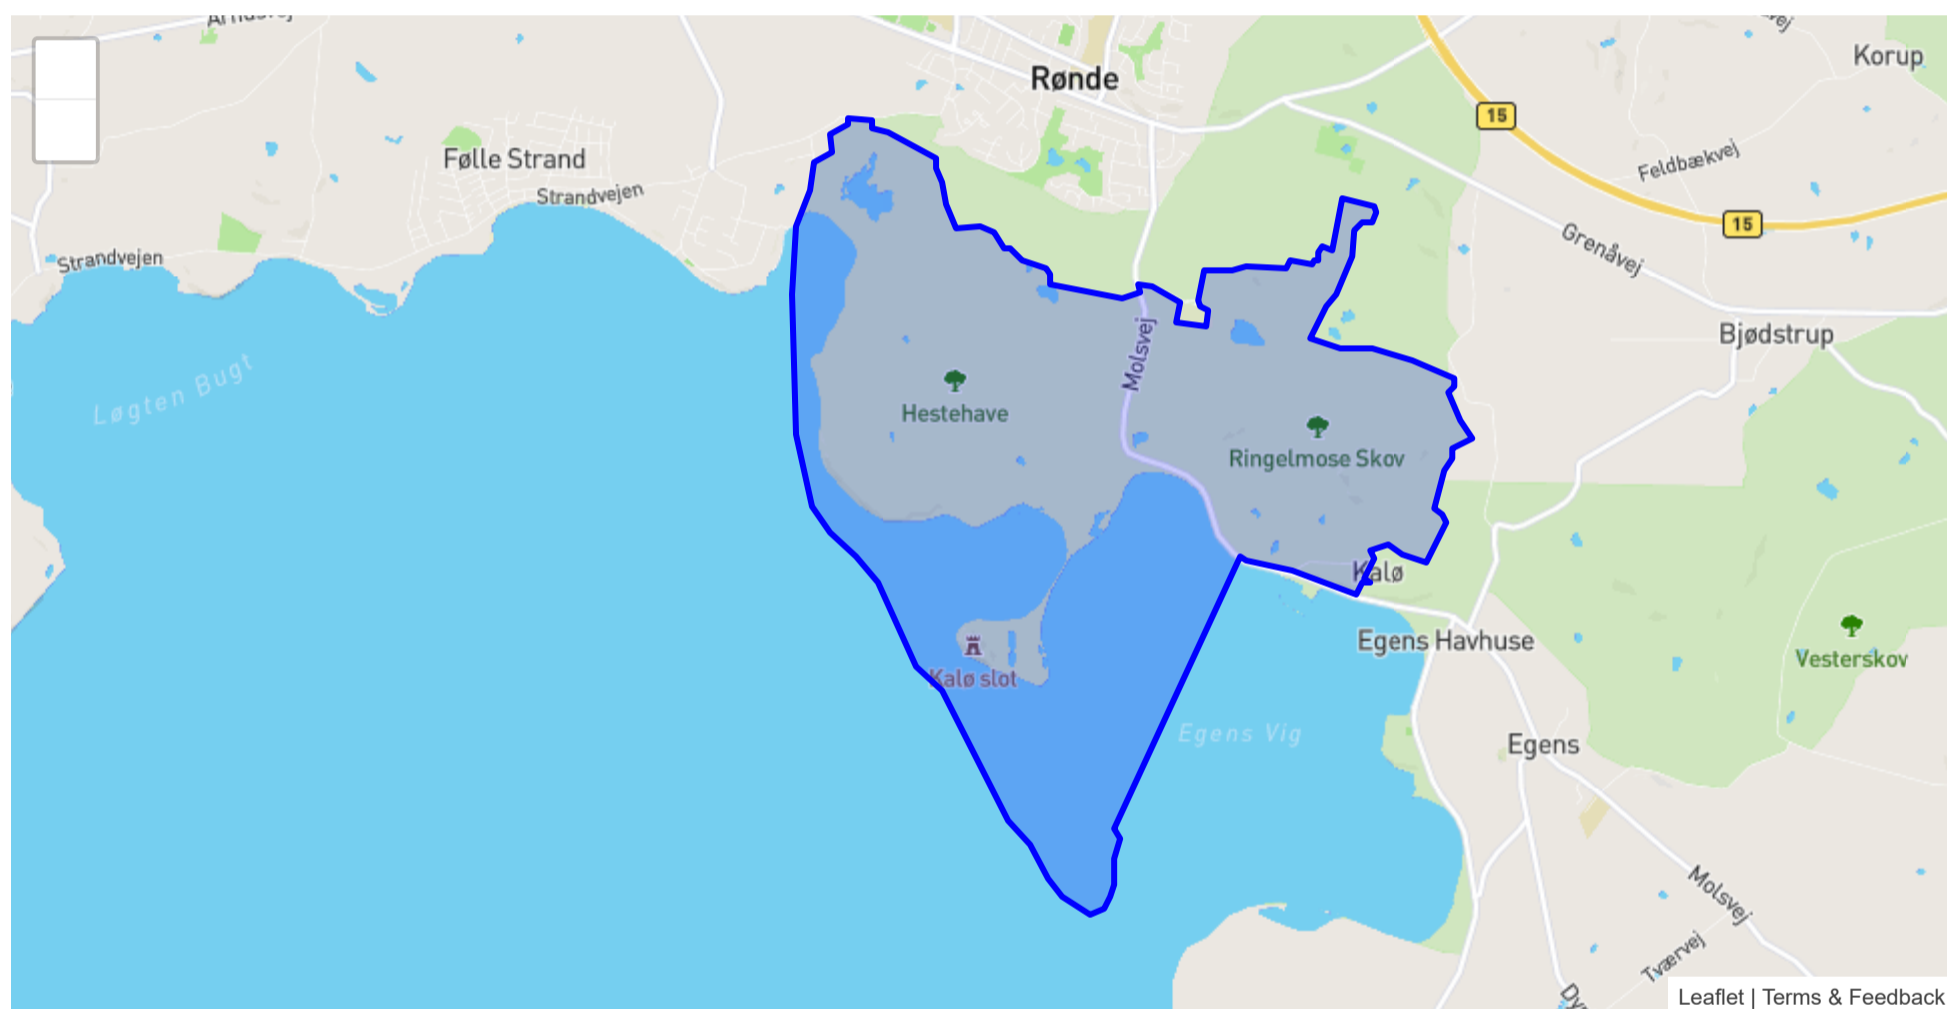 Rønde
Korup
15
Følle Strand
Strandvejen
Feldbækvej
15
Strandvejen
Grenåvej
Bjødstrup
Løgten Bugt
Molsvej
Hestehave
Ringelmose Skov
Kalø
Egens Havhuse
Kalø slot
Vesterskov
Egens Vig
Egens
Molsvej
Tværvej
Leaflet | Terms & Feedback